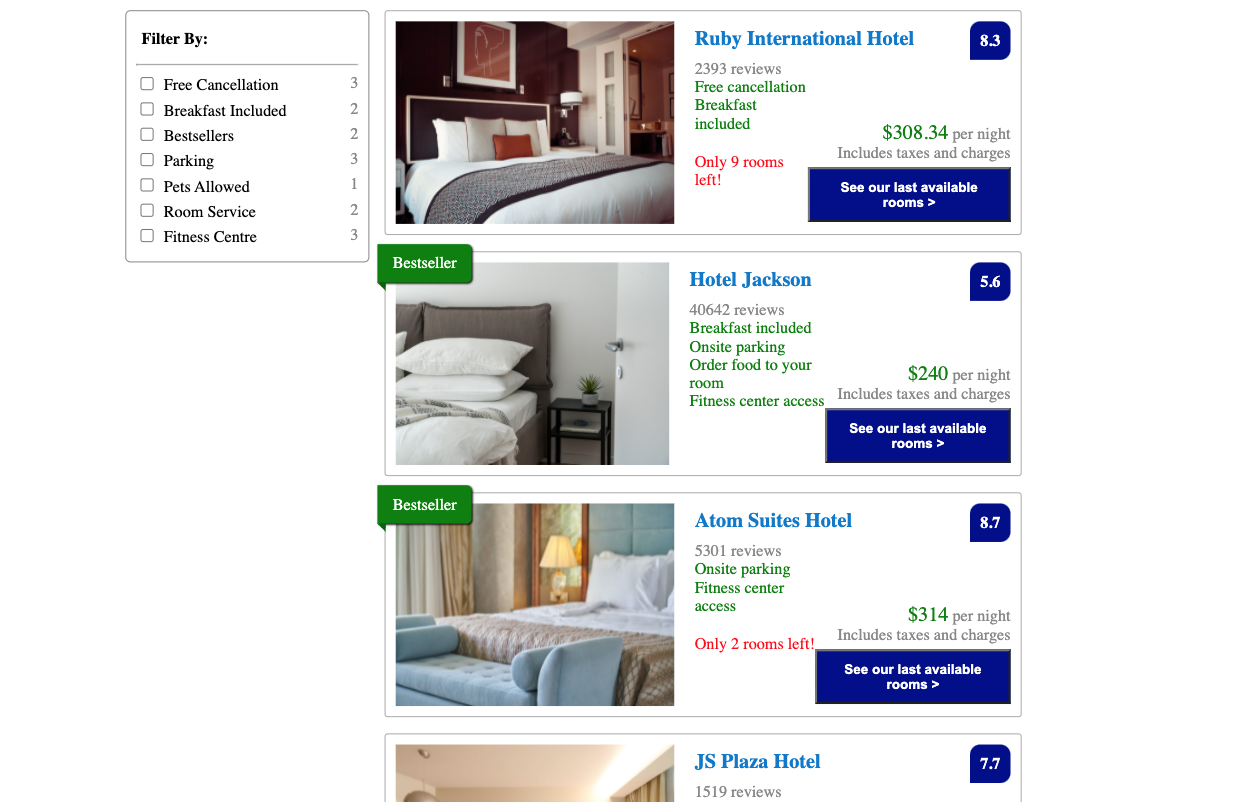 Filter By:
Free Cancellation 3
Breakfast Included 2
Bestsellers 2
Parking 3
Pets Allowed 1
Room Service 2
Fitness Centre 3
Ruby International Hotel
8.3
2393 reviews
Free cancellation
Breakfast
included
Only 9 rooms
left!
$308.34 per night
Includes taxes and charges
See our last available
rooms >
Bestseller
Hotel Jackson
5.6
40642 reviews
Breakfast included
Onsite parking
Order food to your
room
Fitness center access
$240 per night
Includes taxes and charges
See our last available
rooms >
Bestseller
Atom Suites Hotel
8.7
5301 reviews
Onsite parking
Fitness center
access
Only 2 rooms left!
$314 per night
Includes taxes and charges
See our last available
rooms >
JS Plaza Hotel
7.7
1519 reviews